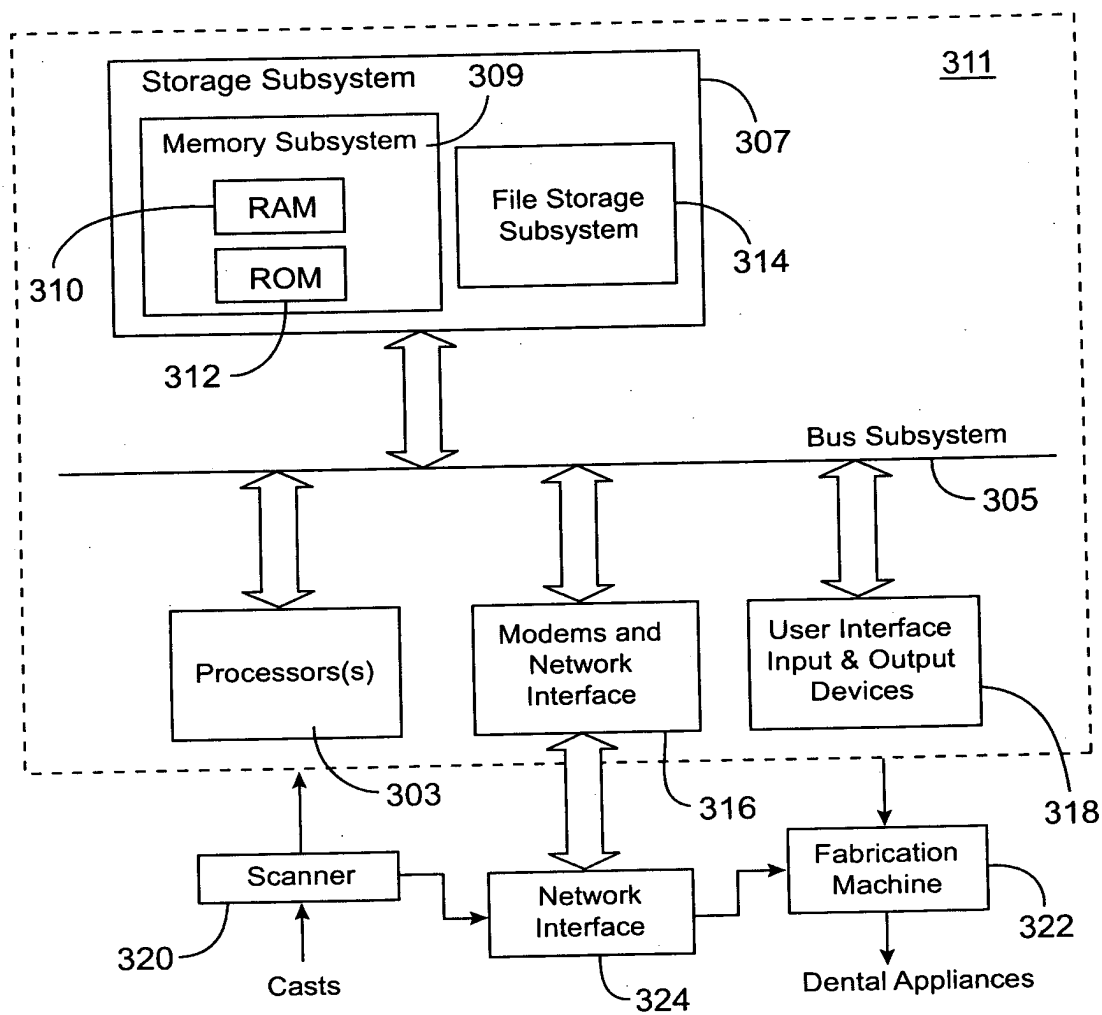 Storage Subsystem
309
311
Memory Subsystem
307
RAM
File Storage
Subsystem
310
ROM
314
312
Bus Subsystem
305
Processors(s)
Modems and
Network
Interface
User Interface
Input & Output
Devices
303
316
318
Scanner
Network
Interface
Fabrication
Machine
320
322
Casts
324
Dental Appliances